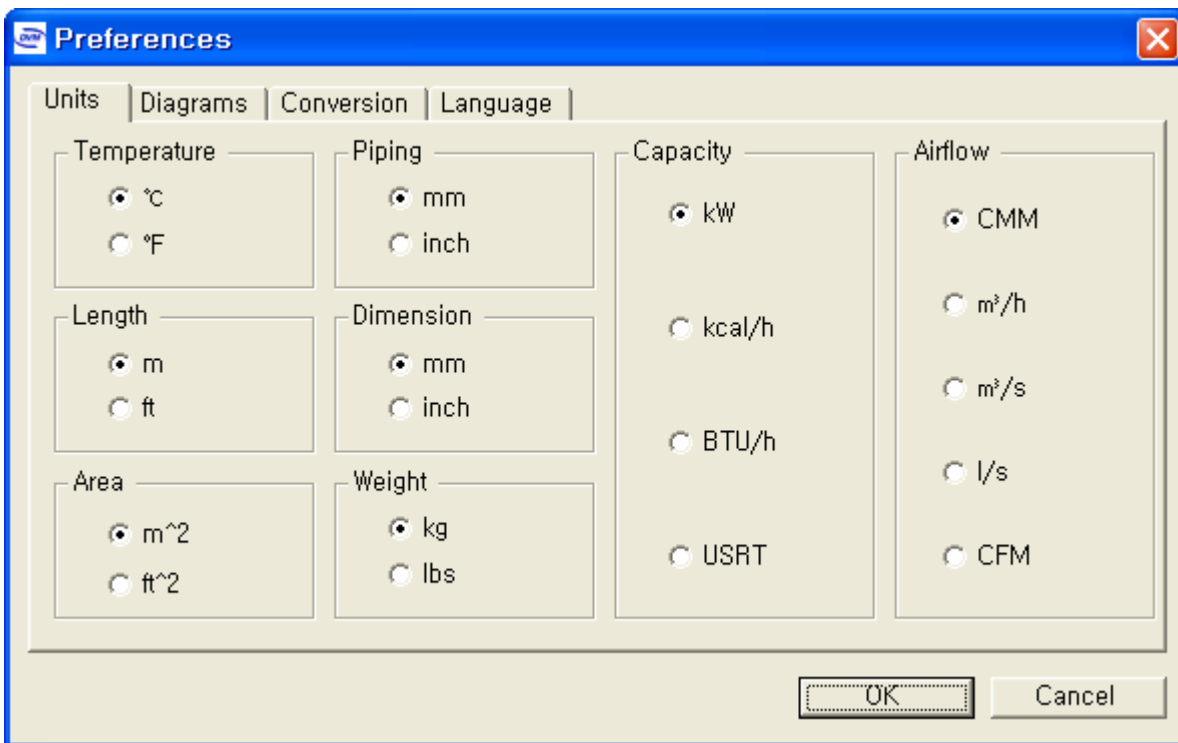 DVM Preferences
Units Diagrams Conversion Language
Temperature
℃
℉
Piping
mm
inch
Length
m
ft
Dimension
mm
inch
Area
m^2
ft^2
Weight
kg
lbs
Capacity
kW
kcal/h
BTU/h
USRT
Airflow
CMM
m³/h
m³/s
l/s
CFM
OK Cancel